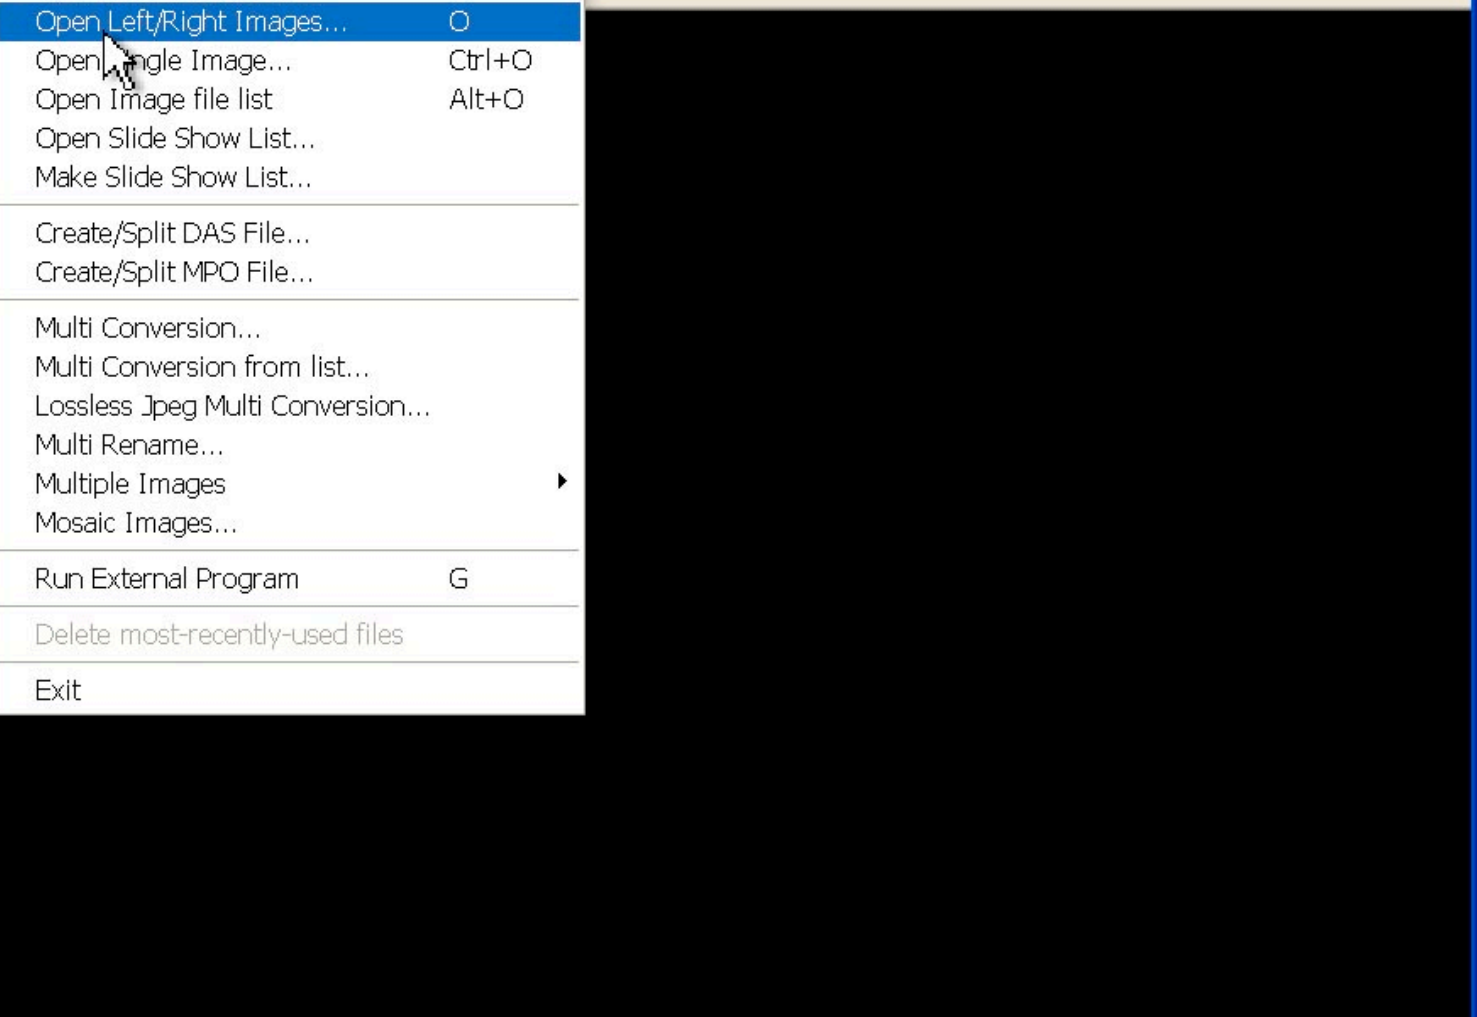 Open Left/Right Images... O
Open ngle Image... Ctrl+O
Open Image file list Alt+O
Open Slide Show List...
Make Slide Show List...
Create/Split DAS File...
Create/Split MPO File...
Multi Conversion...
Multi Conversion from list...
Lossless Jpeg Multi Conversion...
Multi Rename...
Multiple Images
Mosaic Images...
Run External Program G
Delete most-recently-used files
Exit